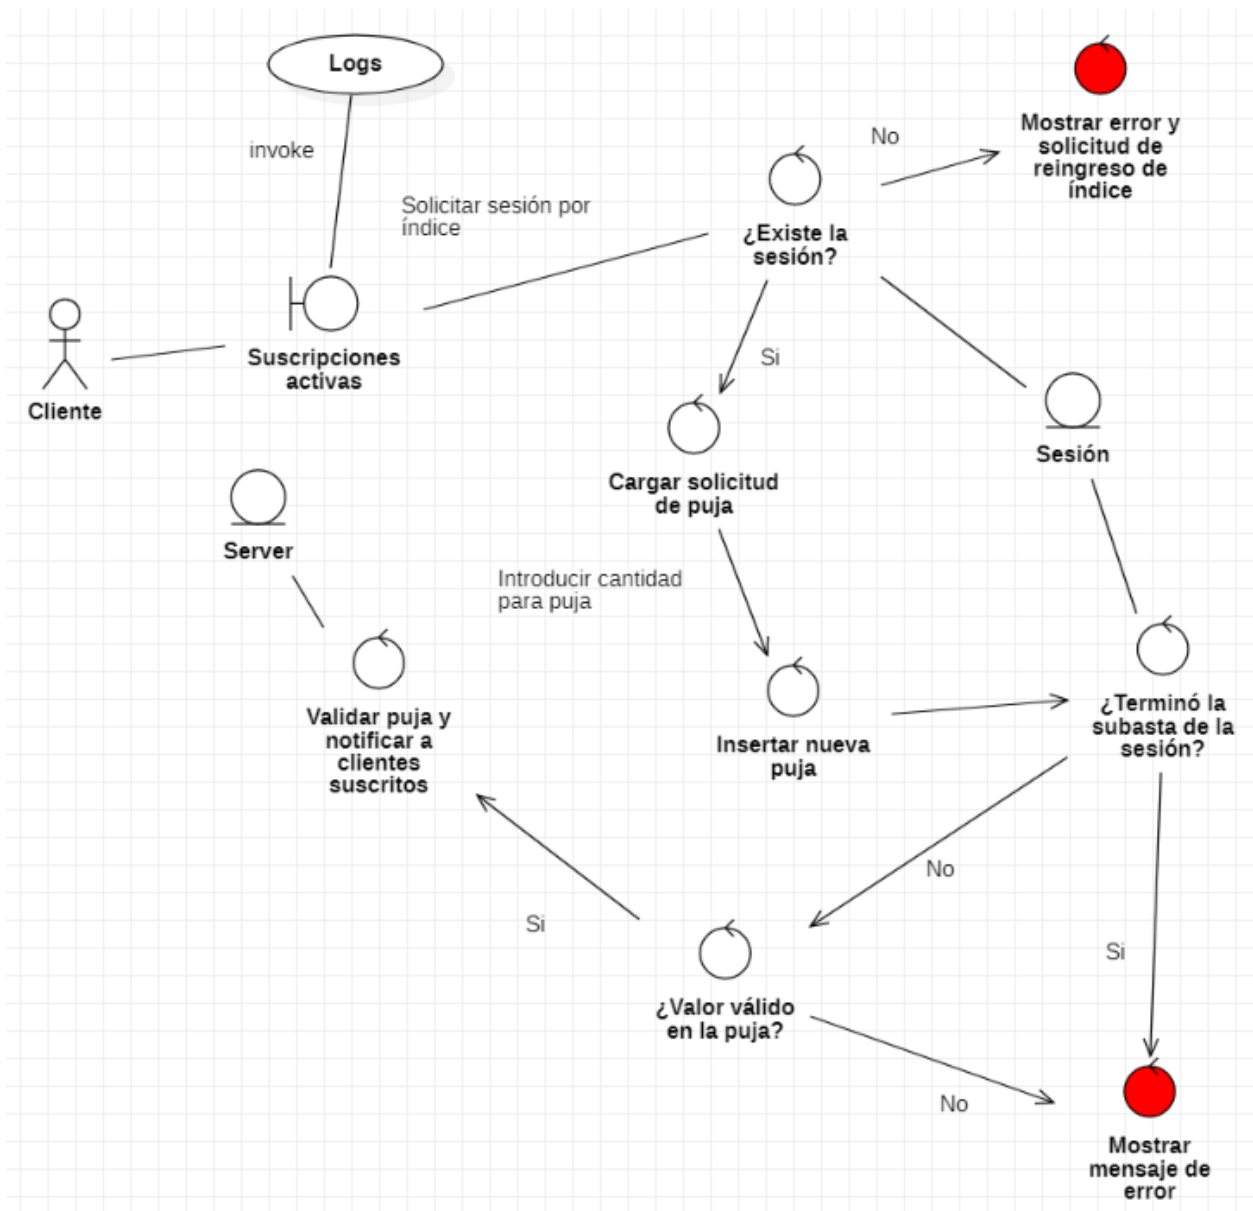 Logs
invoke
No
Mostrar error y
solicitud de
reingreso de
índice
Solicitar sesión por
índice
¿Existe la
sesión?
Suscripciones
activas
Cliente
Si
Sesión
Cargar solicitud
de puja
Server
Introducir cantidad
para puja
Validar puja y
notificar a
clientes
suscritos
Insertar nueva
puja
¿Terminó la
subasta de la
sesión?
No
Si
Si
¿Valor válido
en la puja?
No
Mostrar
mensaje de
error